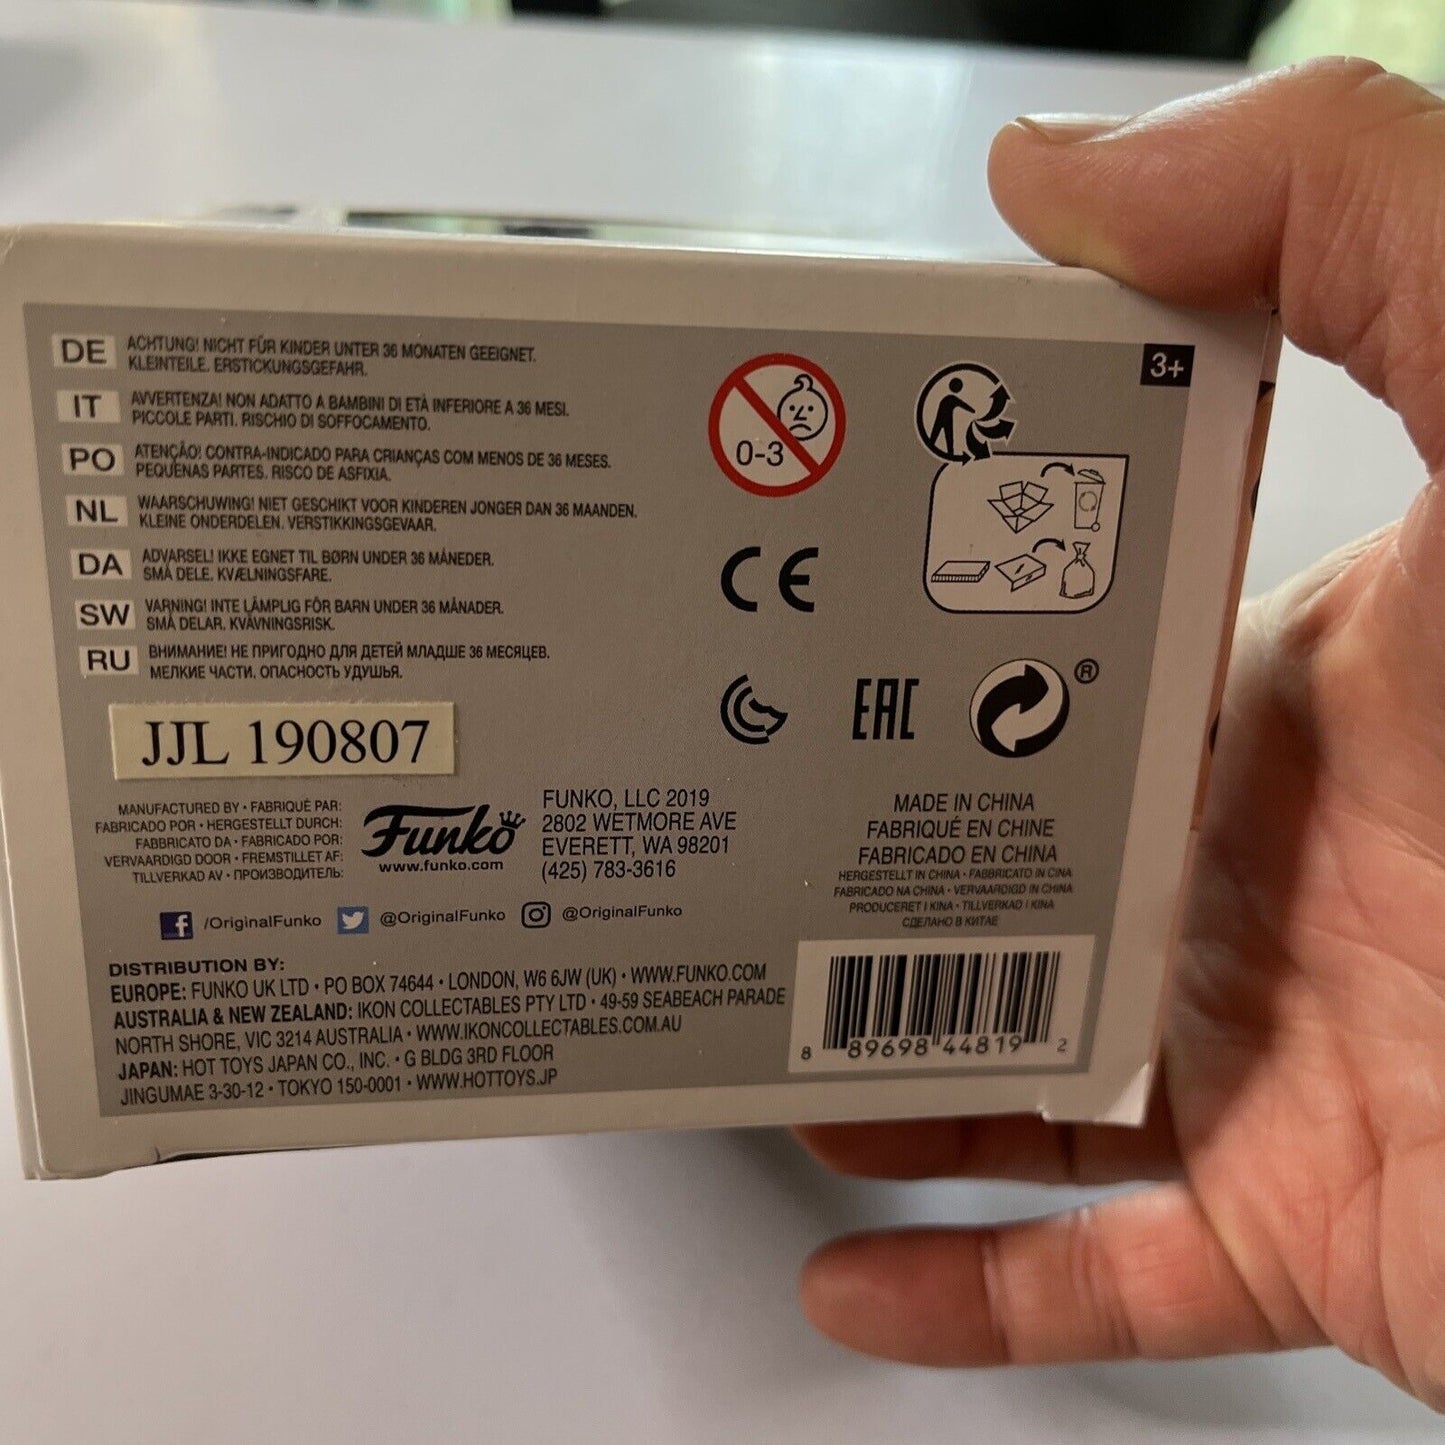 DE ACHTUNG! NICHT FÜR KINDER UNTER 36 MONATEN GEEIGNET.
KLEINTEILE. ERSTICKUNGSGEFAHR.
IT AVVERTENZA! NON ADATTO A BAMBINI DI ETÀ INFERIORE A 36 MESI.
PICCOLE PARTI. RISCHIO DI SOFFOCAMENTO.
PO ATENÇÃO! CONTRA-INDICADO PARA CRIANÇAS COM MENOS DE 36 MESES.
PEQUENAS PARTES. RISCO DE ASFIXIA.
NL WAARSCHUWING! NIET GESCHIKT VOOR KINDEREN JONGER DAN 36 MAANDEN.
KLEINE ONDERDELEN. VERSTIKKINGSGEVAAR.
DA ADVARSEL! IKKE EGNET TIL BØRN UNDER 36 MÅNEDER.
SMÅ DELE. KVÆLNINGSFARE.
SW VARNING! INTE LÄMPLIG FÖR BARN UNDER 36 MÅNADER.
SMÅ DELAR. KVÄVNINGSRISK.
RU ВНИМАНИЕ! НЕ ПРИГОДНО ДЛЯ ДЕТЕЙ МЛАДШЕ 36 МЕСЯЦЕВ.
МЕЛКИЕ ЧАСТИ. ОПАСНОСТЬ УДУШЬЯ.
0-3
3+
CE
EAC
®
JJL 190807
MANUFACTURED BY • FABRIQUÉ PAR:
FABRICADO POR • HERGESTELLT DURCH:
FABBRICATO DA • FABRICADO POR:
VERVAARDIGD DOOR • FREMSTILLET AF:
TILLVERKAD AV • ПРОИЗВОДИТЕЛЬ:
Funko
www.funko.com
FUNKO, LLC 2019
2802 WETMORE AVE
EVERETT, WA 98201
(425) 783-3616
MADE IN CHINA
FABRIQUÉ EN CHINE
FABRICADO EN CHINA
HERGESTELLT IN CHINA • FABBRICATO IN CINA
FABRICADO NA CHINA • VERVAARDIGD IN CHINA
PRODUCERET I KINA • TILLVERKAD I KINA
СДЕЛАНО В КИТАЕ
/OriginalFunko @OriginalFunko @OriginalFunko
DISTRIBUTION BY:
EUROPE: FUNKO UK LTD • PO BOX 74644 • LONDON, W6 6JW (UK) • WWW.FUNKO.COM
AUSTRALIA & NEW ZEALAND: IKON COLLECTABLES PTY LTD • 49-59 SEABEACH PARADE
NORTH SHORE, VIC 3214 AUSTRALIA • WWW.IKONCOLLECTABLES.COM.AU
JAPAN: HOT TOYS JAPAN CO., INC. • G BLDG 3RD FLOOR
JINGUMAE 3-30-12 • TOKYO 150-0001 • WWW.HOTTOYS.JP
8 89698 44819 2